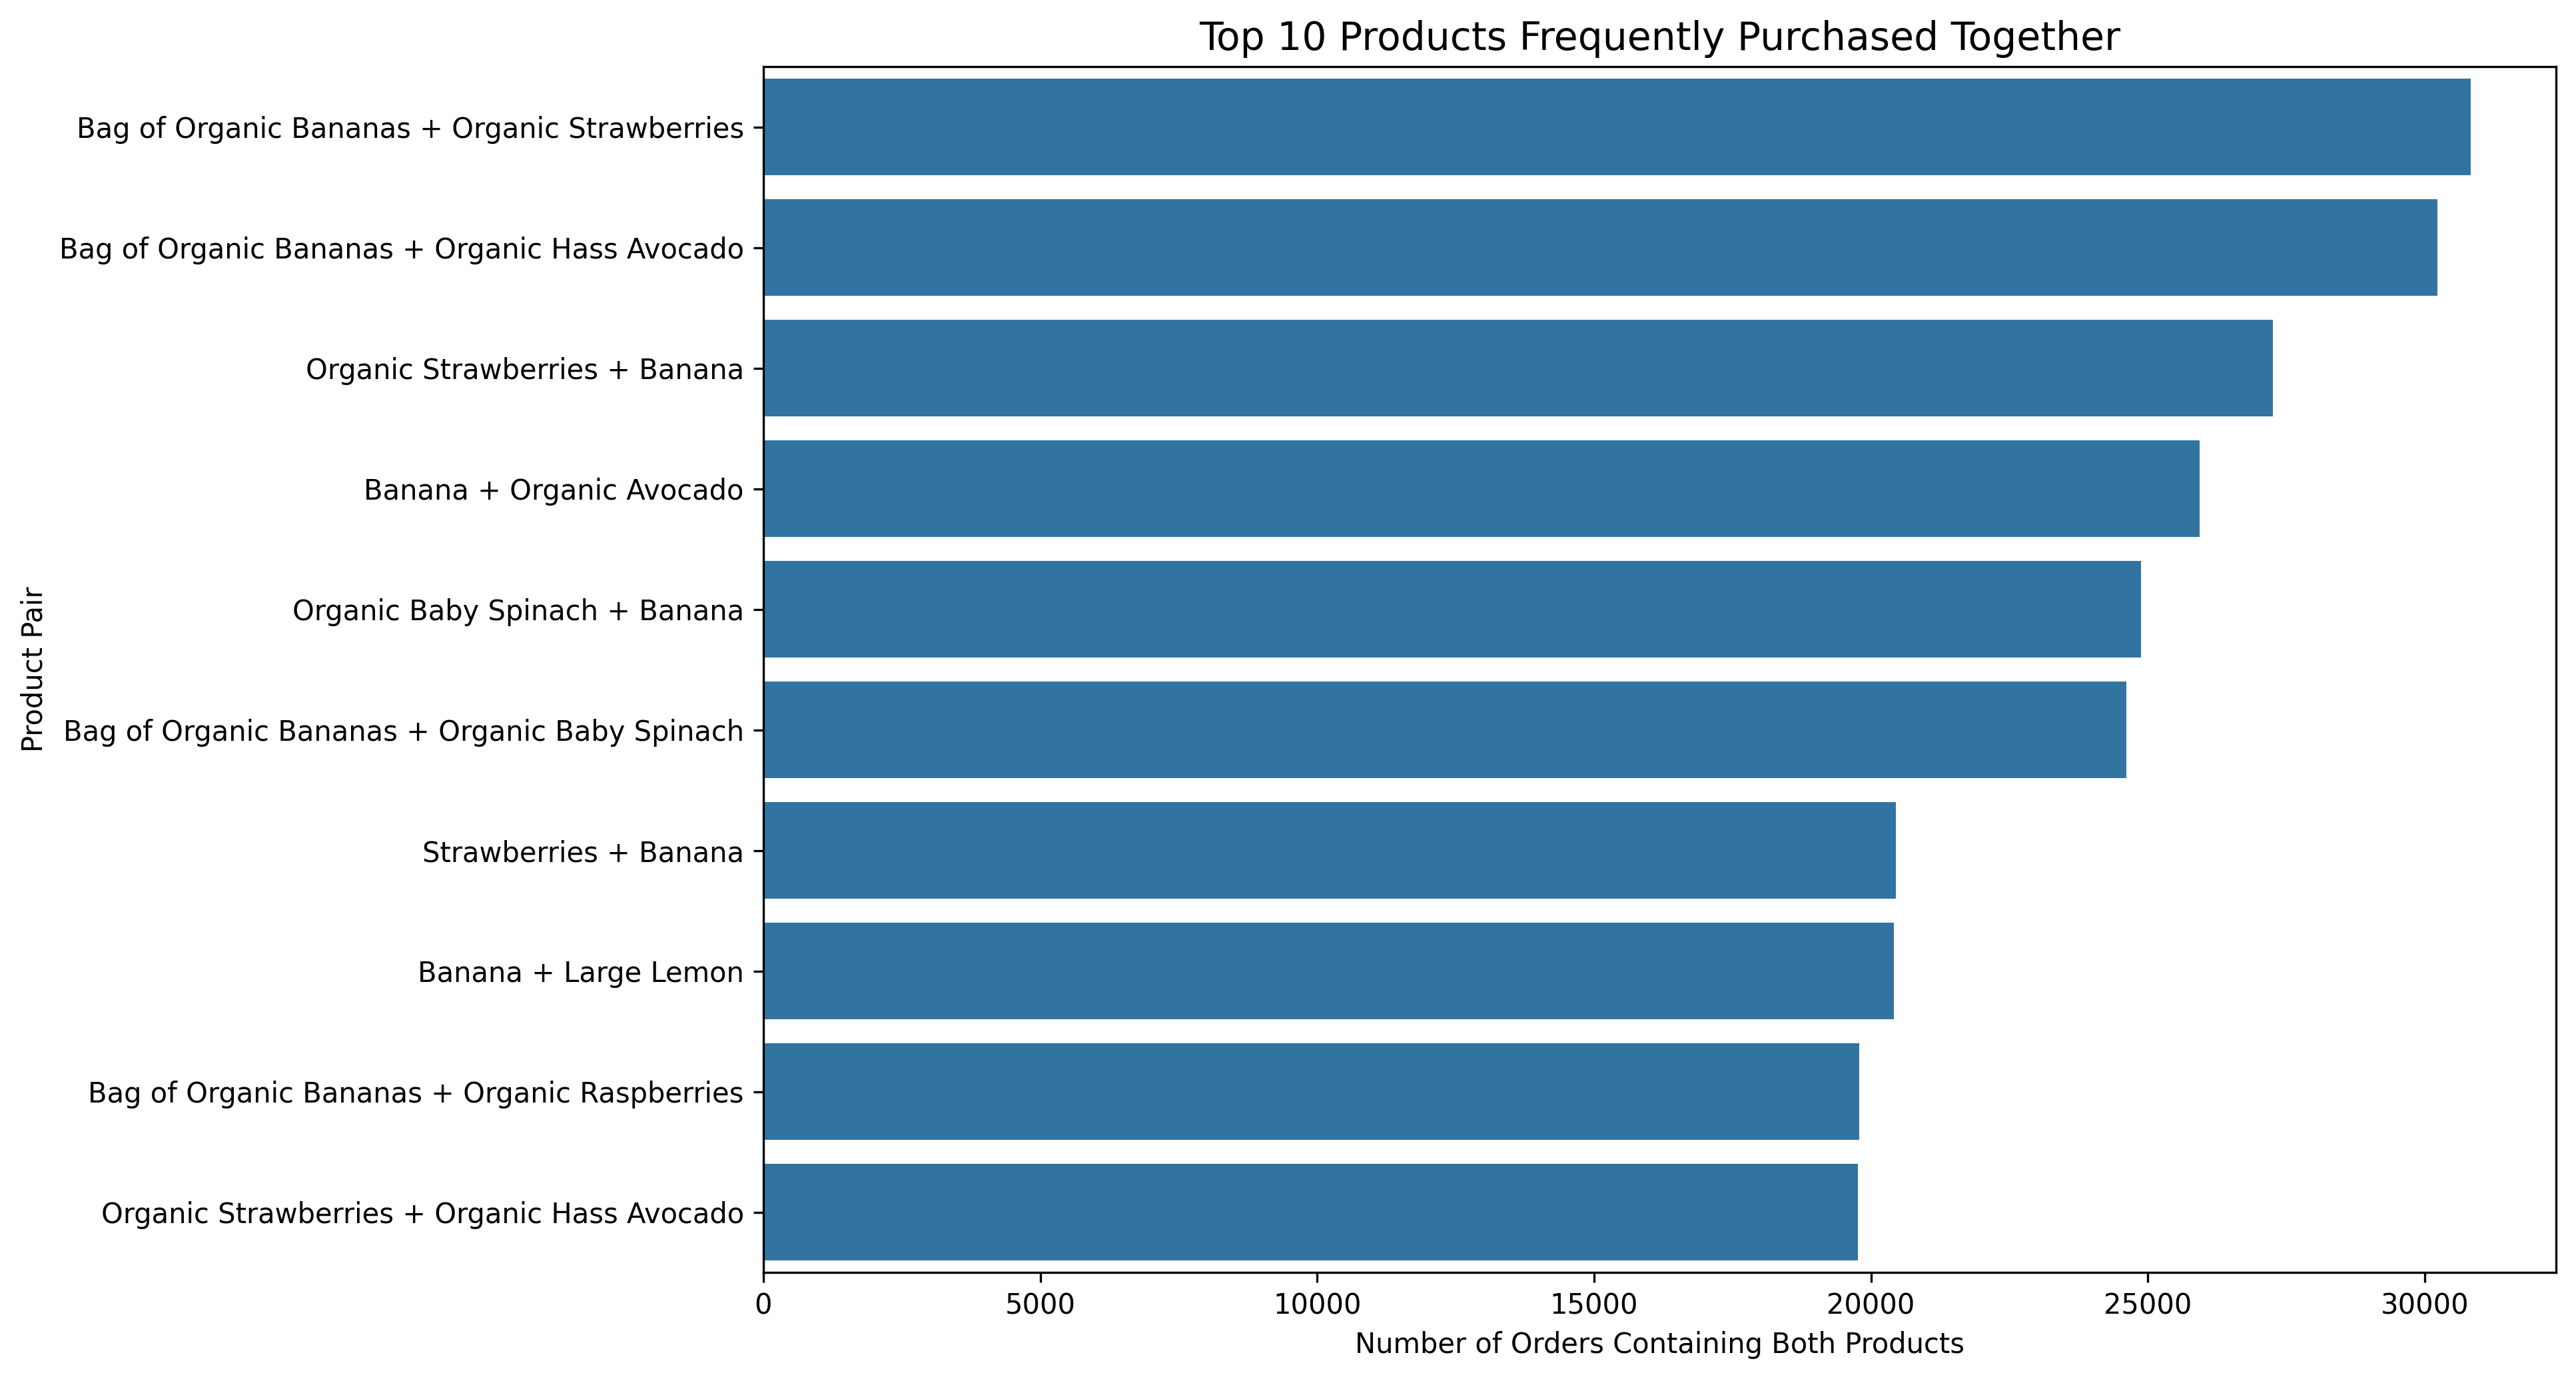 Top 10 Products Frequently Purchased Together
Product Pair
Bag of Organic Bananas + Organic Strawberries
Bag of Organic Bananas + Organic Hass Avocado
Organic Strawberries + Banana
Banana + Organic Avocado
Organic Baby Spinach + Banana
Bag of Organic Bananas + Organic Baby Spinach
Strawberries + Banana
Banana + Large Lemon
Bag of Organic Bananas + Organic Raspberries
Organic Strawberries + Organic Hass Avocado
0 5000 10000 15000 20000 25000 30000
Number of Orders Containing Both Products